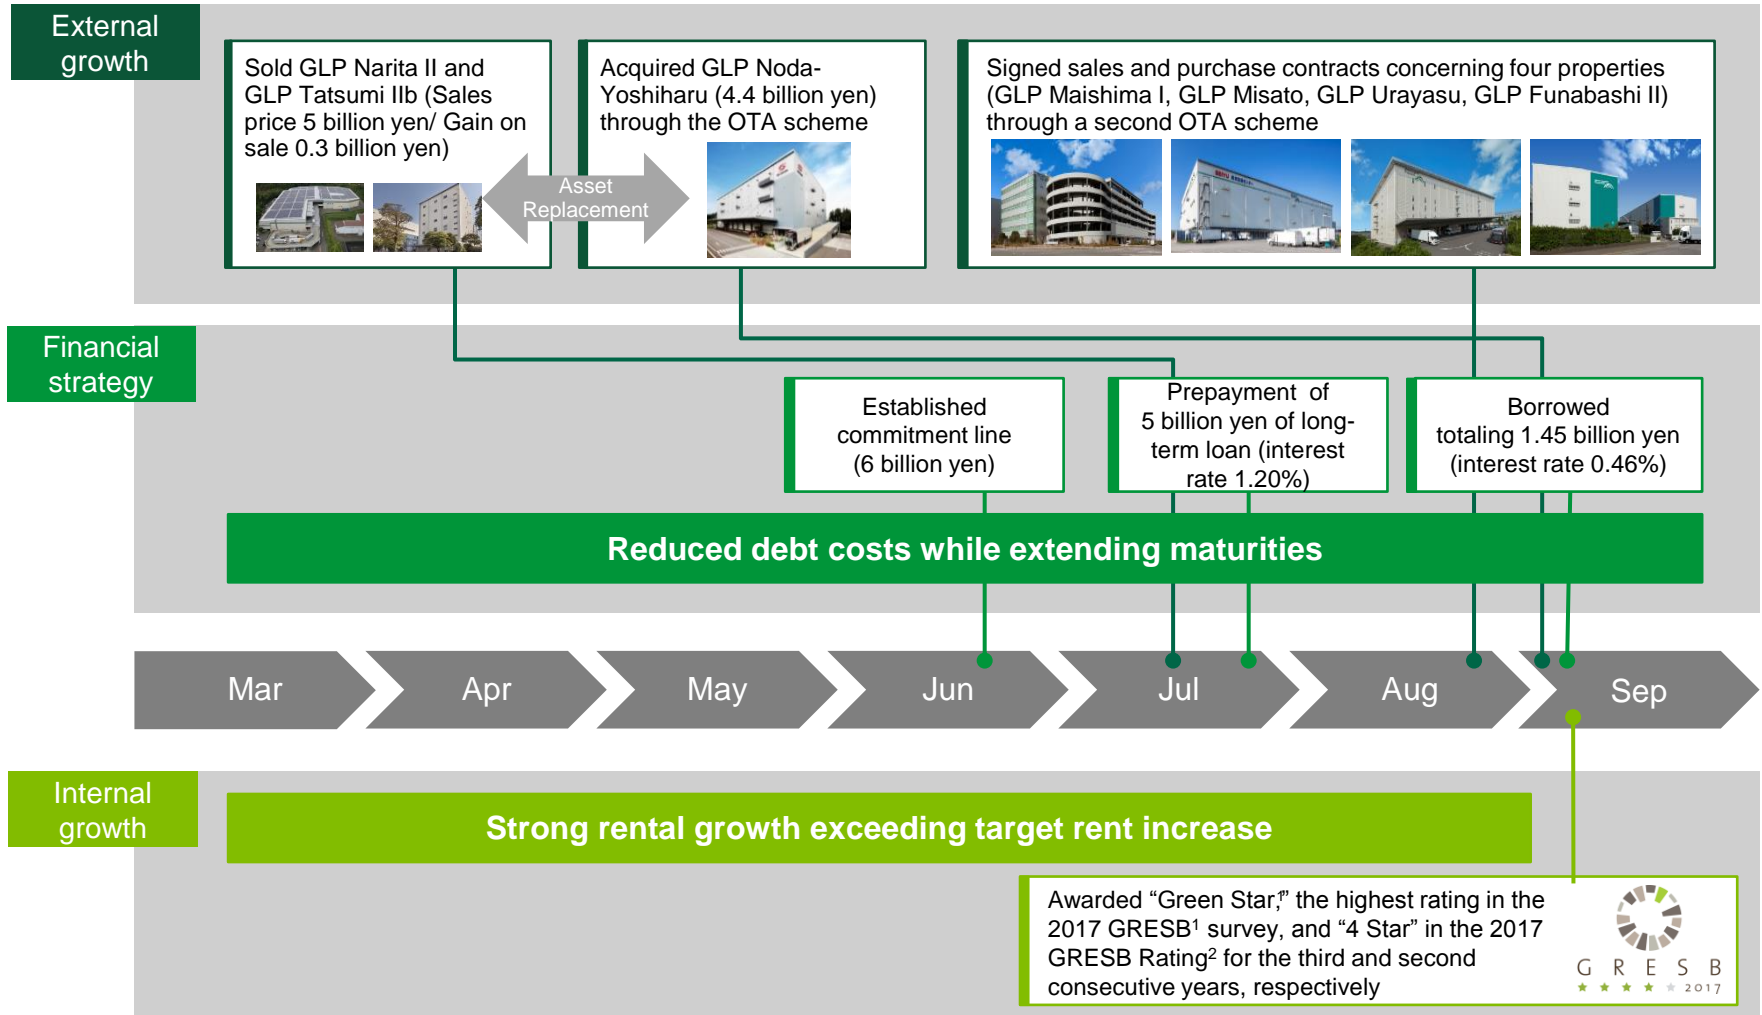 External
growth
Sold GLP Narita II and
GLP Tatsumi IIb (Sales
price 5 billion yen/ Gain on
sale 0.3 billion yen)
Asset
Replacement
Acquired GLP Noda-
Yoshiharu (4.4 billion yen)
through the OTA scheme
Signed sales and purchase contracts concerning four properties
(GLP Maishima I, GLP Misato, GLP Urayasu, GLP Funabashi II)
through a second OTA scheme
Financial
strategy
Established
commitment line
(6 billion yen)
Prepayment of
5 billion yen of long-
term loan (interest
rate 1.20%)
Borrowed
totaling 1.45 billion yen
(interest rate 0.46%)
Reduced debt costs while extending maturities
Mar
Apr
May
Jun
Jul
Aug
Sep
Internal
growth
Strong rental growth exceeding target rent increase
Awarded “Green Star,” the highest rating in the
2017 GRESB¹ survey, and “4 Star” in the 2017
GRESB Rating² for the third and second
consecutive years, respectively
G R E S B
2017